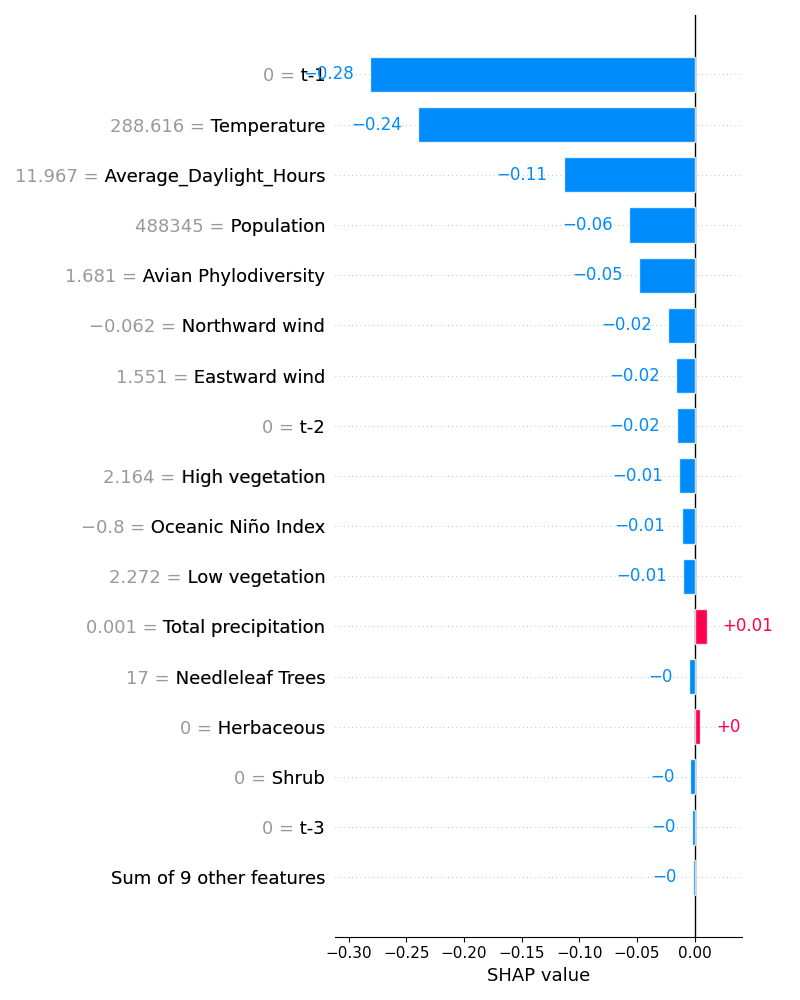 0 = t-1 −0.28
288.616 = Temperature −0.24
11.967 = Average_Daylight_Hours −0.11
488345 = Population −0.06
1.681 = Avian Phylodiversity −0.05
−0.062 = Northward wind −0.02
1.551 = Eastward wind −0.02
0 = t-2 −0.02
2.164 = High vegetation −0.01
−0.8 = Oceanic Niño Index −0.01
2.272 = Low vegetation −0.01
0.001 = Total precipitation +0.01
17 = Needleleaf Trees −0
0 = Herbaceous +0
0 = Shrub −0
0 = t-3 −0
Sum of 9 other features −0
−0.30 −0.25 −0.20 −0.15 −0.10 −0.05 0.00
SHAP value